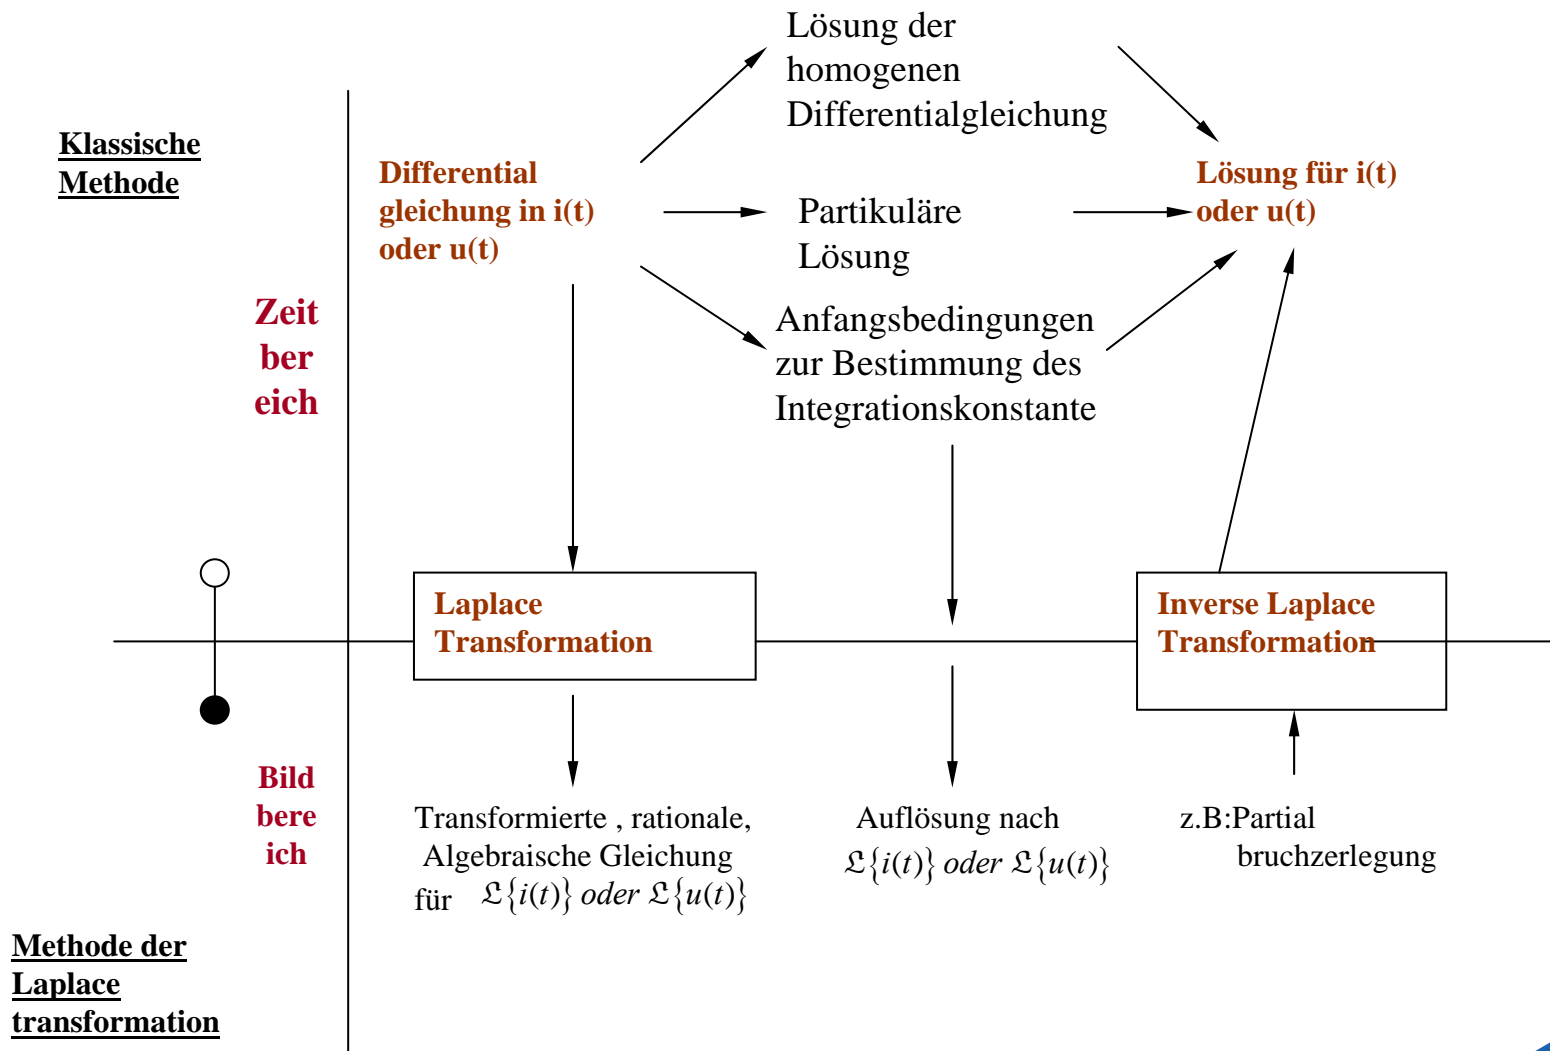 Lösung der
homogenen
Differentialgleichung
Klassische
Methode
Differential
gleichung in i(t)
oder u(t)
Partikuläre
Lösung
Lösung für i(t)
oder u(t)
Zeit
ber
eich
Anfangsbedingungen
zur Bestimmung des
Integrationskonstante
Laplace
Transformation
Inverse Laplace
Transformation
Bild
bere
ich
Transformierte , rationale,
Algebraische Gleichung
für 𝔏{i(t)} oder 𝔏{u(t)}
Auflösung nach
𝔏{i(t)} oder 𝔏{u(t)}
z.B:Partial
bruchzerlegung
Methode der
Laplace
transformation